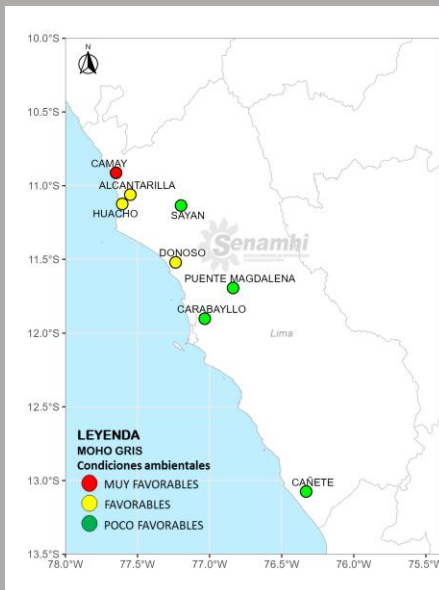 10.0°S
N
10.5°S
CAMAY
11.0°S
ALCANTARILLA
HUACHO
SAYAN
DONOSO
Senamhi
11.5°S
PUENTE MAGDALENA
CARABAYLLO
12.0°S
Lima
12.5°S
LEYENDA
MOHO GRIS
Condiciones ambientales
MUY FAVORABLES
FAVORABLES
POCO FAVORABLES
CAÑETE
13.0°S
13.5°S
78.0°W 77.5°W 77.0°W 76.5°W 76.0°W 75.5°W